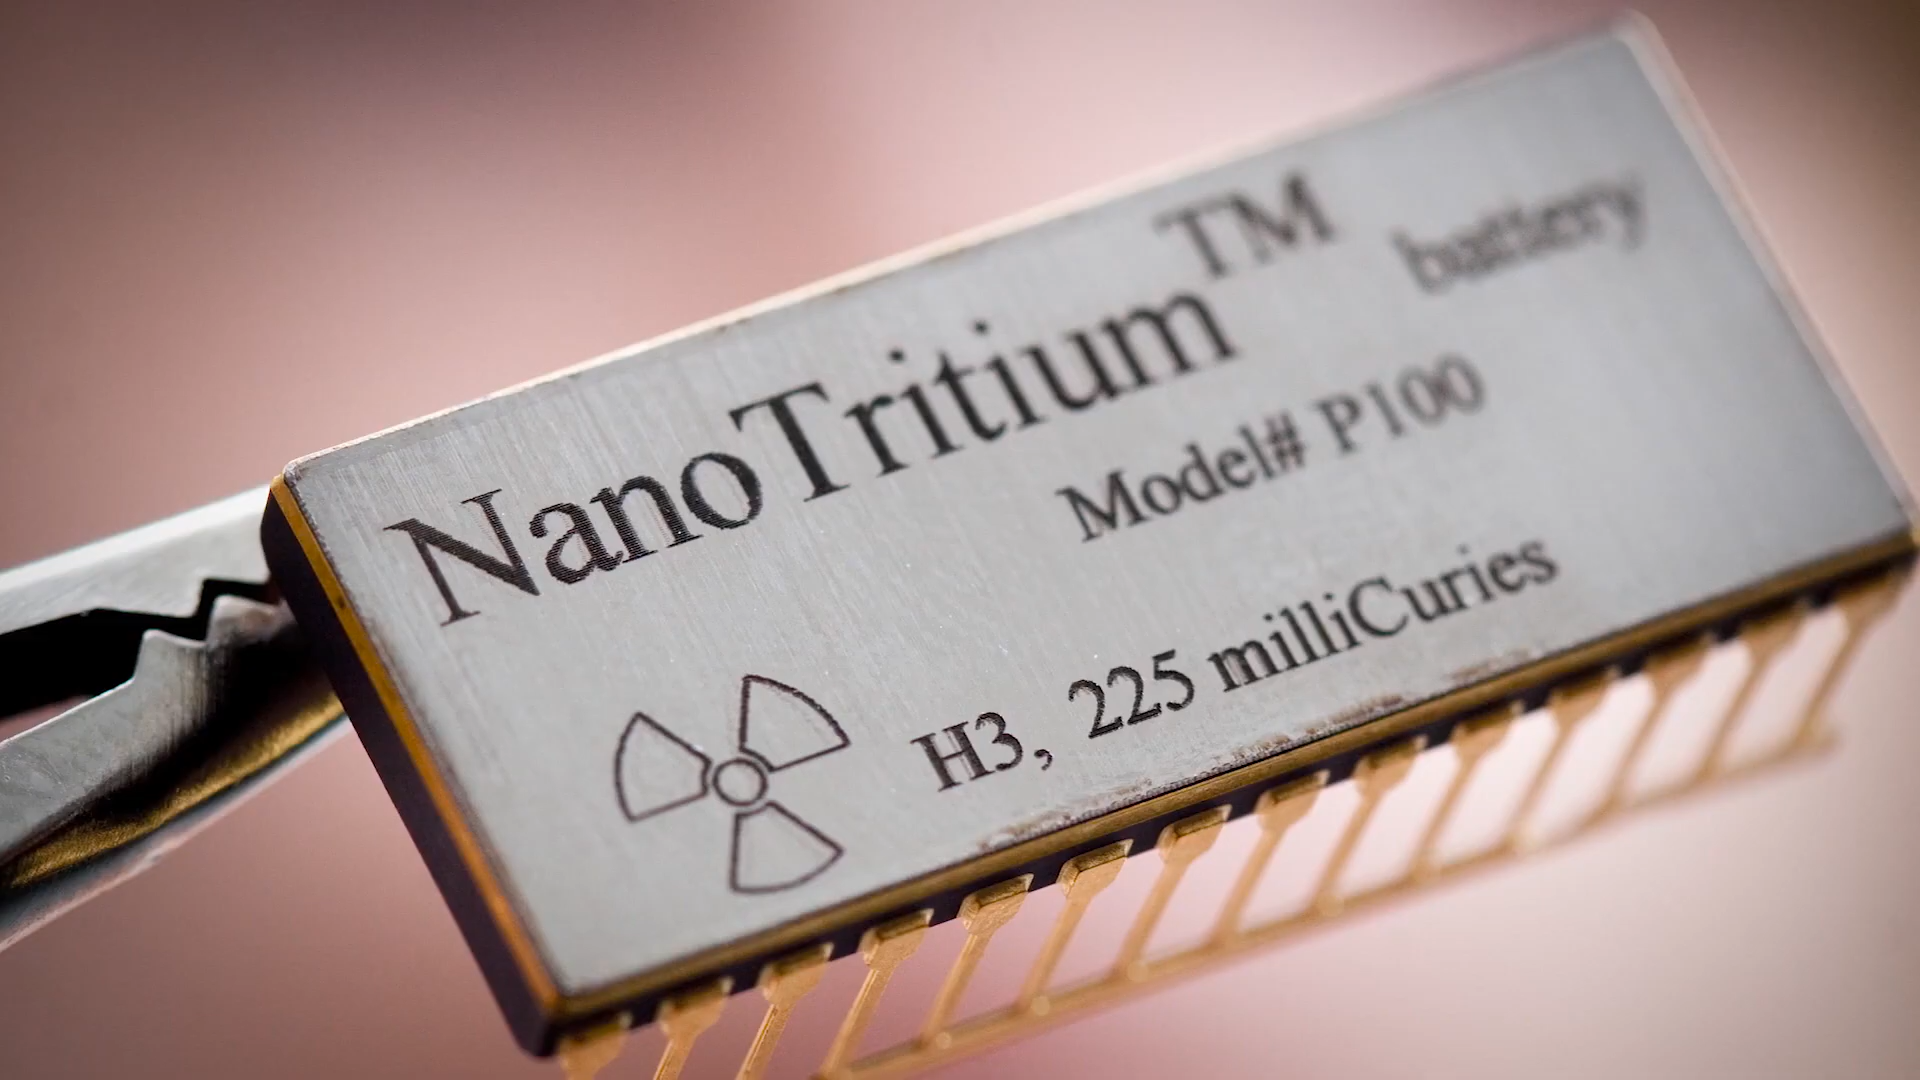 NanoTritium™ battery
Model# P100
H3, 225 milliCuries